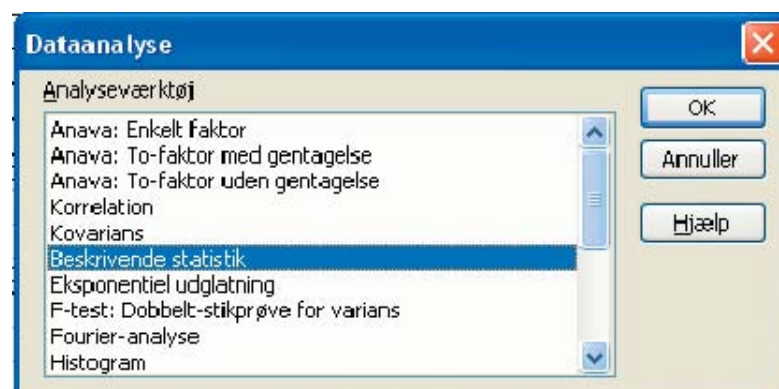 Dataanalyse
Analyseværktøj
Anava: Enkelt faktor
Anava: To-faktor med gentagelse
Anava: To-faktor uden gentagelse
Korrelation
Kovarians
Beskrivende statistik
Eksponentiel udglatning
F-test: Dobbelt-stikprøve for varians
Fourier-analyse
Histogram
OK
Annuller
Hjælp